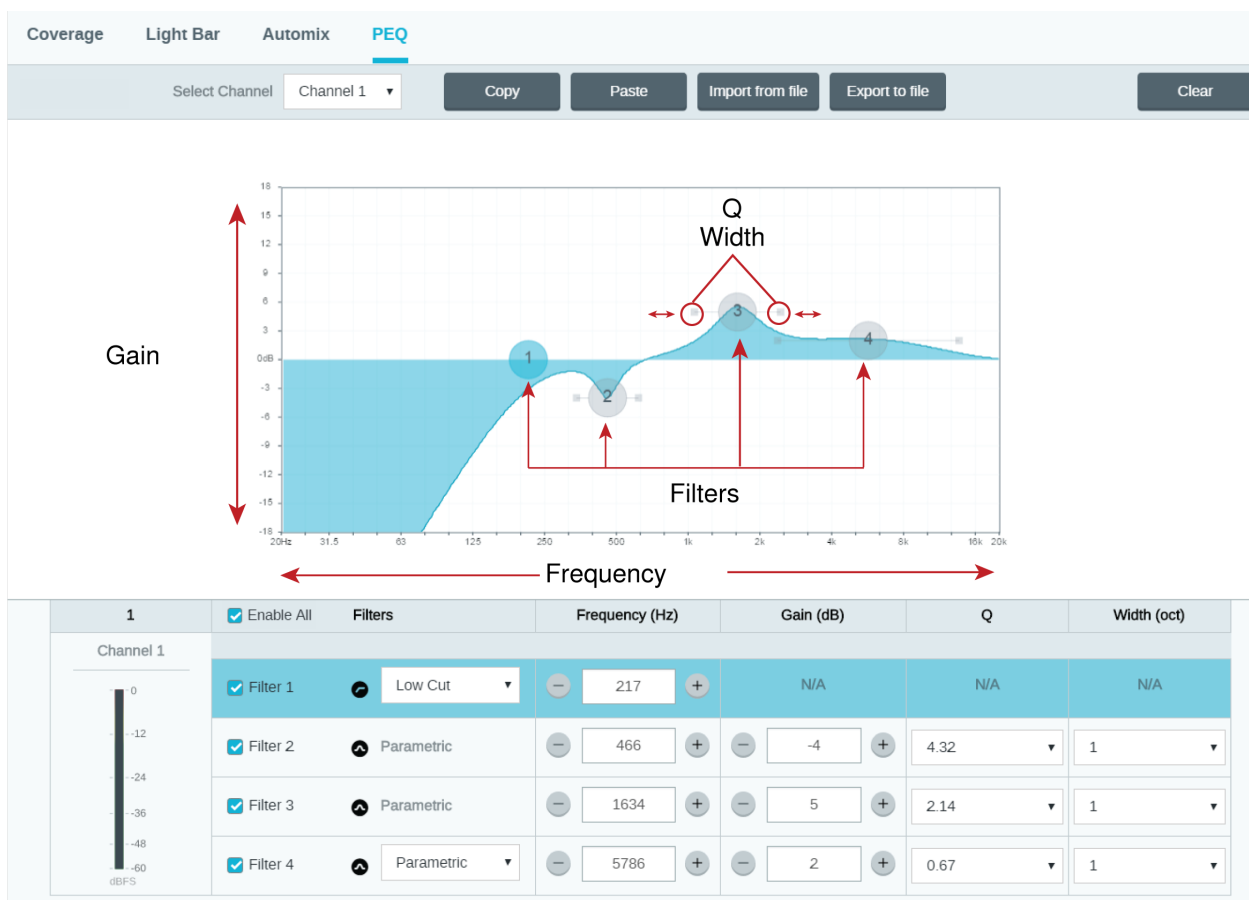 Coverage Light Bar Automix PEQ
Select Channel Channel 1 Copy Paste Import from file Export to file Clear
18
15
12
9
6
3
0dB
-3
-6
-9
-12
-15
-18
Gain
Q
Width
1
2
3
4
Filters
20Hz 31.5 63 125 250 500 1k 2k 4k 8k 16k 20k
Frequency
1 Enable All Filters Frequency (Hz) Gain (dB) Q Width (oct)
Channel 1
0
-12
-24
-36
-48
-60
dBFS
Filter 1 Low Cut 217 N/A N/A N/A
Filter 2 Parametric 466 -4 4.32 1
Filter 3 Parametric 1634 5 2.14 1
Filter 4 Parametric 5786 2 0.67 1